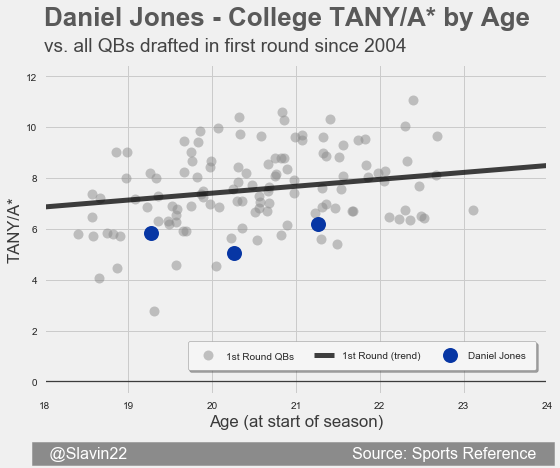 Daniel Jones - College TANY/A* by Age
vs. all QBs drafted in first round since 2004
TANY/A*
12
10
8
6
4
2
0
1st Round QBs
1st Round (trend)
Daniel Jones
18 19 20 21 22 23 24
Age (at start of season)
@Slavin22 Source: Sports Reference